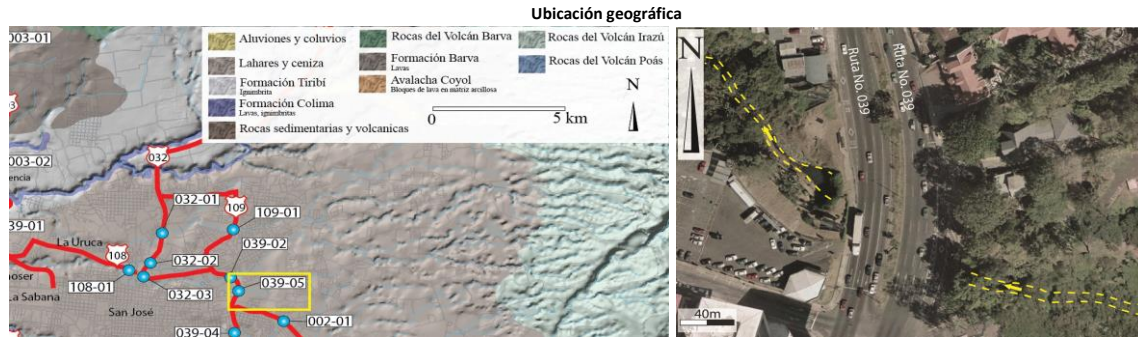 Ubicación geográfica
003-01
Aluviones y coluvios
Lahares y ceniza
Formación Tiribí
Ignimbrita
Formación Colima
Lavas, ignimbritas
Rocas sedimentarias y volcanicas
Rocas del Volcán Barva
Formación Barva
Lavas
Avalacha Coyol
Bloques de lava en mátriz arcillosa
Rocas del Volcán Irazú
Rocas del Volcán Poás
N
0 5 km
003-02
encia
032
032-01
109
109-01
39-01
La Uruca
108
032-02
039-02
108-01
032-03
039-05
moser
La Sabana
San José
002-01
039-04
N
Ruta No. 039
Ruta No. 039
40m